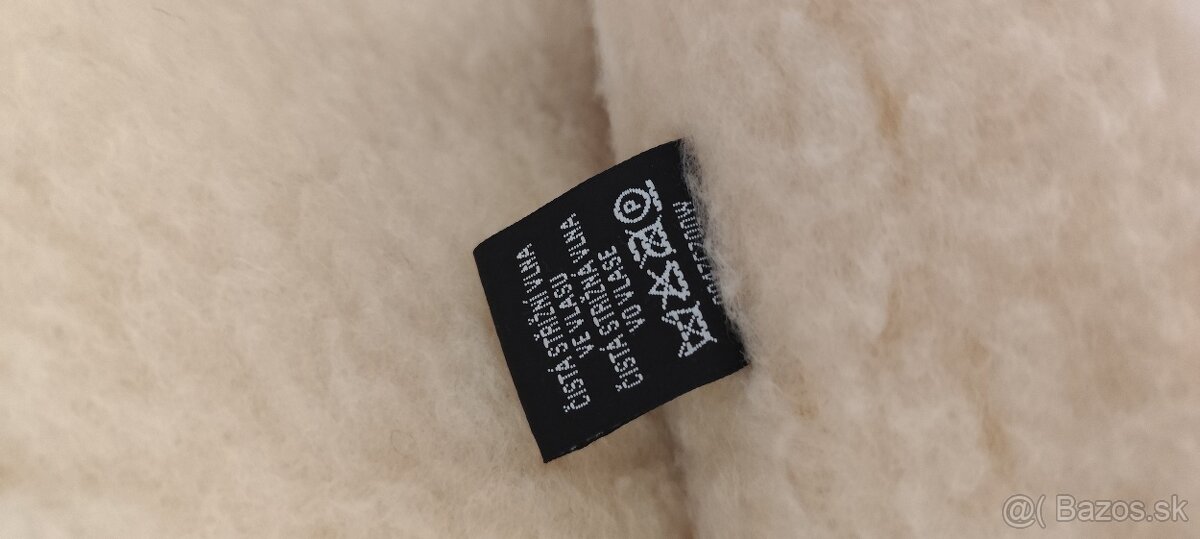 ČISTÁ STŘIŽNÍ VLNA
VE VLASU
ČISTÁ STRIŽNÁ VLNA
VO VLASE
P
@( Bazos.sk